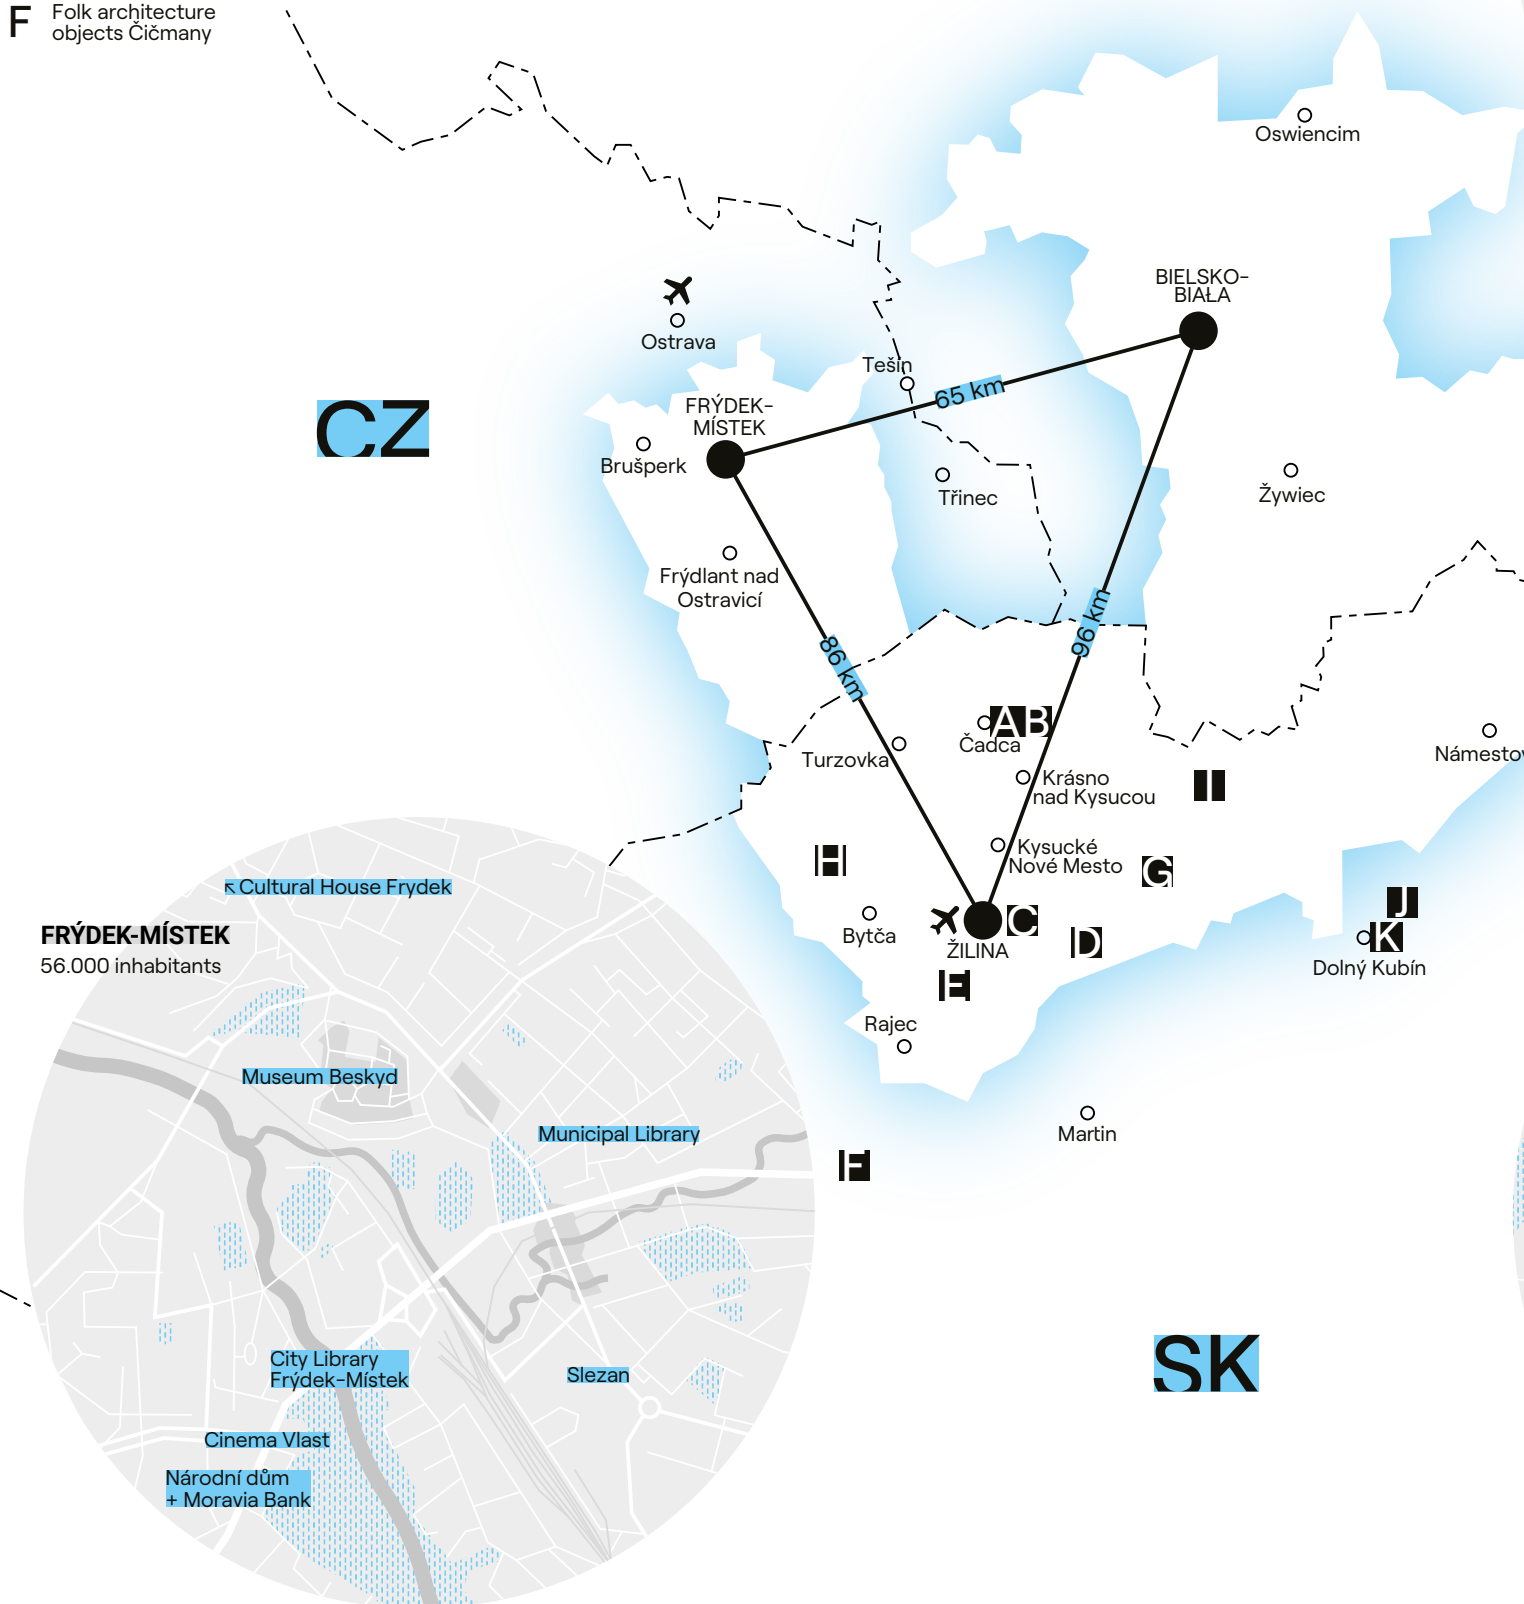 F
Folk architecture
objects Čičmany
Oswiencim
BIELSKO-
BIAŁA
Ostrava
Tešín
65 km
CZ
FRÝDEK-
MÍSTEK
Brušperk
Třinec
Žywiec
Frýdlant nad
Ostravicí
86 km
96 km
A B
Čadca
Turzovka
Námestov
Krásno
nad Kysucou
I
H
Kysucké
Nové Mesto
G
Cultural House Frydek
J
Bytča
C
ŽILINA
D
K
Dolný Kubín
FRÝDEK-MÍSTEK
56.000 inhabitants
E
Rajec
Museum Beskyd
Municipal Library
Martin
F
City Library
Frýdek-Místek
Slezan
SK
Cinema Vlast
Národní dům
+ Moravia Bank